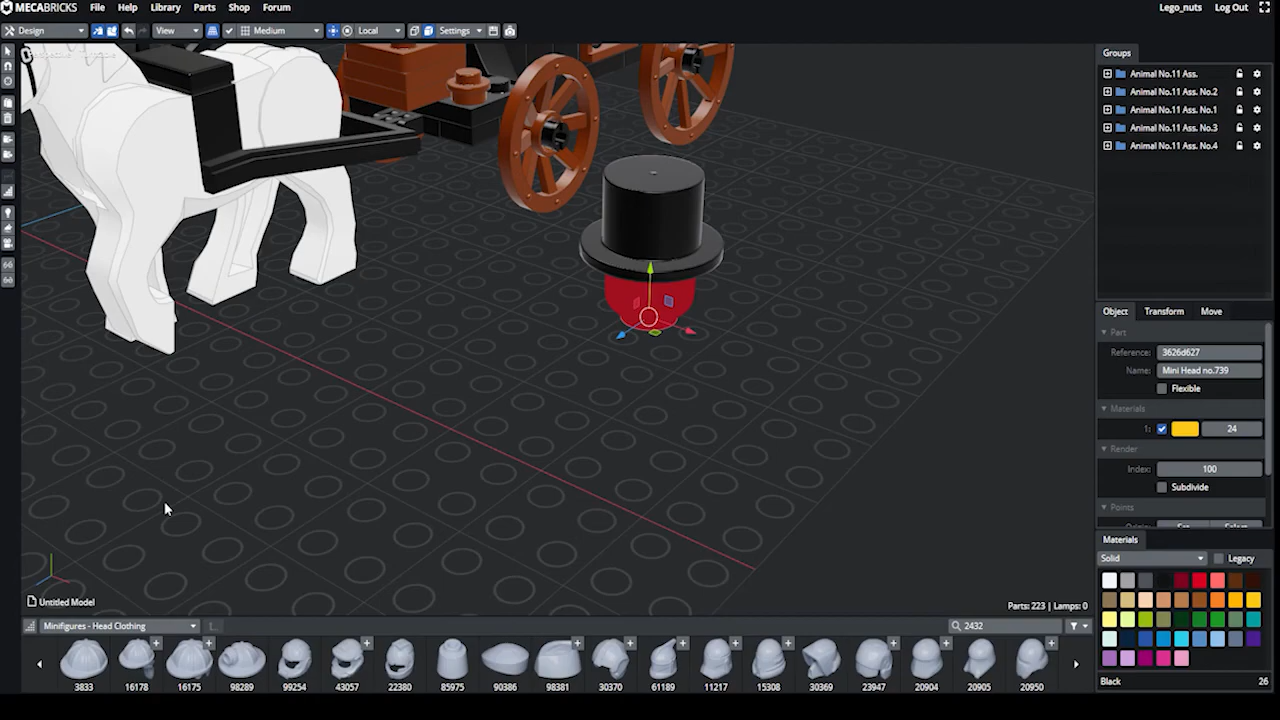 MECABRICKS File Help Library Parts Shop Forum Lego_nuts Log Out
Design View Medium Local Settings
Groups
Animal No.11 Ass.
Animal No.11 Ass. No.2
Animal No.11 Ass. No.1
Animal No.11 Ass. No.3
Animal No.11 Ass. No.4
Object Transform Move
Part
Reference: 3626d627
Name: Mini Head no.739
Flexible
Materials
1: 24
Render
Index: 100
Subdivide
Points
Materials
Solid Legacy
Black 26
Untitled Model Parts: 223 | Lamps: 0
Minifigures - Head Clothing 2432
3833 16178 16175 98289 99254 43057 22380 85975 90386 98381 30370 61189 11217 15308 30369 23947 20904 20905 20950